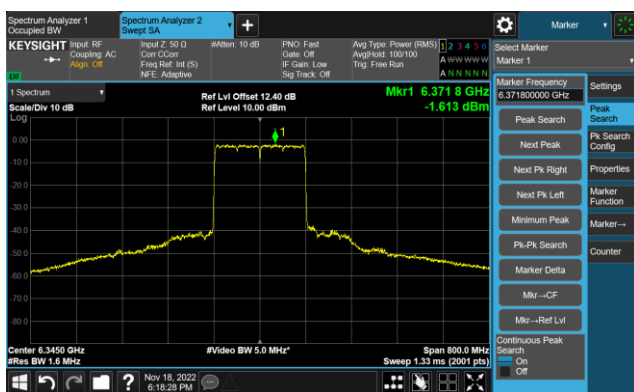 Spectrum Analyzer 1
Occupied BW
Spectrum Analyzer 2
Swept SA
Marker
KEYSIGHT
Input: RF
Coupling: AC
Align: Off
Input Z: 50 Ω
Corr CCorr
Freq Ref: Int (S)
NFE: Adaptive
#Atten: 10 dB
PNO: Fast
Gate: Off
IF Gain: Low
Sig Track: Off
Avg Type: Power (RMS)
Avg|Hold: 100/100
Trig: Free Run
1 2 3 4 5 6
A W W W W W
A N N N N N
LXI
Select Marker
Marker 1
1 Spectrum
Scale/Div 10 dB
Log
Ref Lvl Offset 12.40 dB
Ref Level 10.00 dBm
Mkr1 6.371 8 GHz
-1.613 dBm
1
0.00
-10.0
-20.0
-30.0
-40.0
-50.0
-60.0
-70.0
-80.0
Center 6.3450 GHz
#Res BW 1.6 MHz
#Video BW 5.0 MHz*
Span 800.0 MHz
Sweep 1.33 ms (2001 pts)
Marker Frequency
6.371800000 GHz
Peak Search
Next Peak
Next Pk Right
Next Pk Left
Minimum Peak
Pk-Pk Search
Marker Delta
Mkr→CF
Mkr→Ref Lvl
Continuous Peak
Search
On
Off
Settings
Peak
Search
Pk Search
Config
Properties
Marker
Function
Marker→
Counter
?
Nov 18, 2022
6:18:28 PM